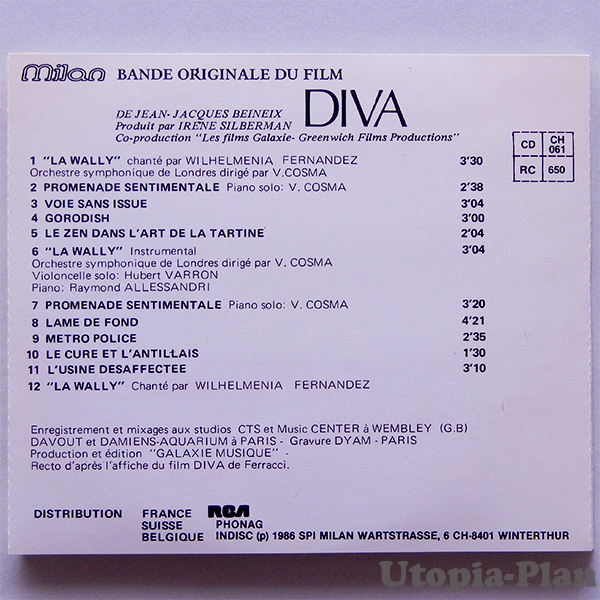 milan BANDE ORIGINALE DU FILM
DIVA
DE JEAN-JACQUES BEINEIX
Produit par IRENE SILBERMAN
Co-production "Les films Galaxie- Greenwich Films Productions"
CD CH 061
RC 650
1 "LA WALLY" chanté par WILHELMENIA FERNANDEZ 3'30
Orchestre symphonique de Londres dirigé par V.COSMA
2 PROMENADE SENTIMENTALE Piano solo: V. COSMA 2'38
3 VOIE SANS ISSUE 3'04
4 GORODISH 3'00
5 LE ZEN DANS L'ART DE LA TARTINE 2'04
6 "LA WALLY" Instrumental 3'04
Orchestre symphonique de Londres dirigé par V. COSMA
Violoncelle solo: Hubert VARRON
Piano: Raymond ALLESSANDRI
7 PROMENADE SENTIMENTALE Piano solo: V. COSMA 3'20
8 LAME DE FOND 4'21
9 METRO POLICE 2'35
10 LE CURE ET L'ANTILLAIS 1'30
11 L'USINE DESAFFECTEE 3'10
12 "LA WALLY" Chanté par WILHELMENIA FERNANDEZ
Enregistrement et mixages aux studios CTS et Music CENTER à WEMBLEY (G.B)
DAVOUT et DAMIENS-AQUARIUM à PARIS - Gravure DYAM - PARIS
Production et édition "GALAXIE MUSIQUE" -
Recto d'après l'affiche du film DIVA de Ferracci.
DISTRIBUTION FRANCE RCA
SUISSE PHONAG
BELGIQUE INDISC (p) 1986 SPI MILAN WARTSTRASSE, 6 CH-8401 WINTERTHUR
Utopia-Plan